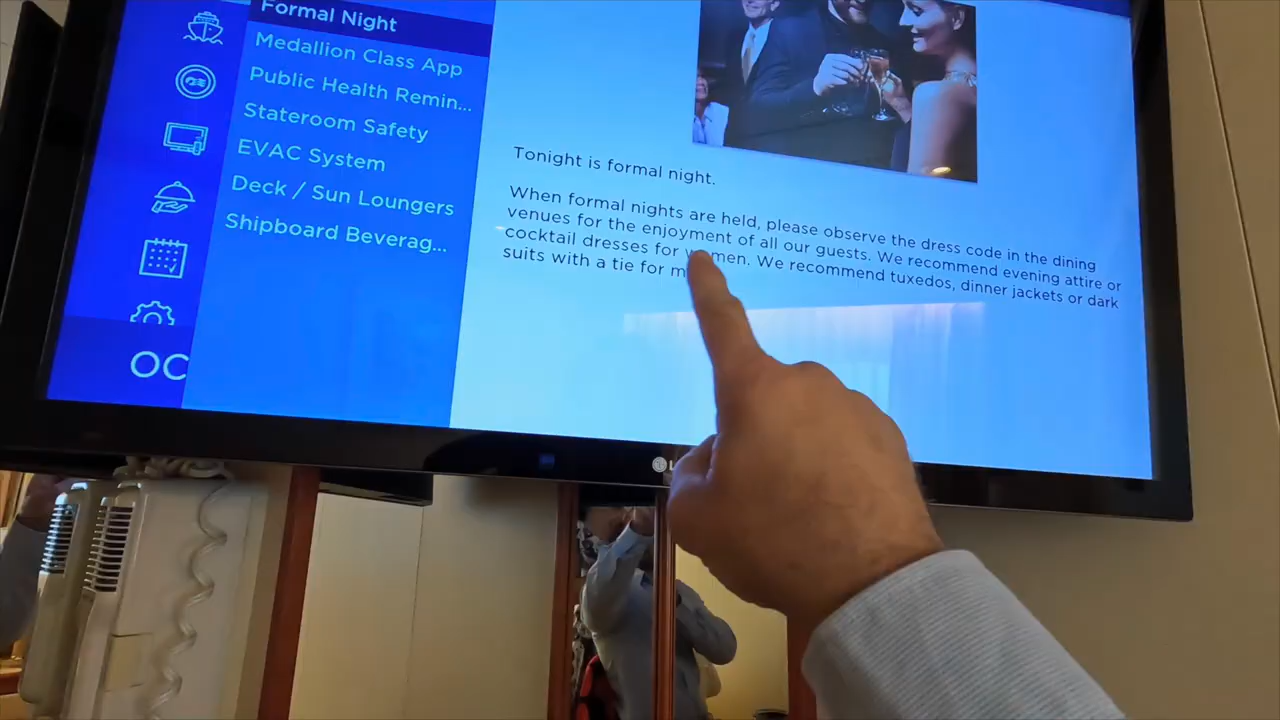 Formal Night
Medallion Class App
Public Health Remin...
Stateroom Safety
EVAC System
Deck / Sun Loungers
Shipboard Beverag...
OC
Tonight is formal night.
When formal nights are held, please observe the dress code in the dining
venues for the enjoyment of all our guests. We recommend evening attire or
cocktail dresses for women. We recommend tuxedos, dinner jackets or dark
suits with a tie for